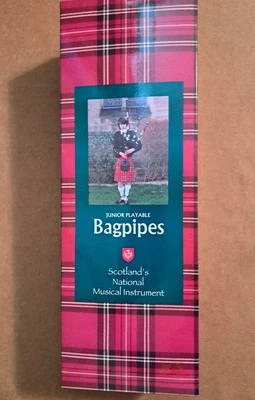 JUNIOR PLAYABLE
Bagpipes
Scotland's
National
Musical Instrument